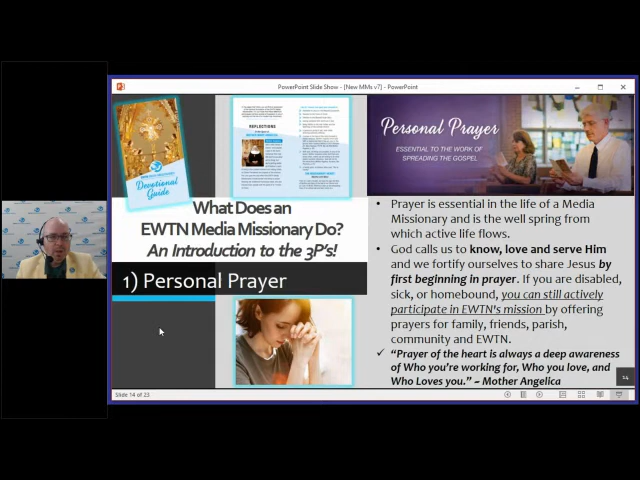 PowerPoint Slide Show - [New MMs v7] - PowerPoint
Devotional
Guide
REFLECTIONS
Personal Prayer
ESSENTIAL TO THE WORK OF
SPREADING THE GOSPEL
What Does an
EWTN Media Missionary Do?
An Introduction to the 3P's!
1) Personal Prayer
• Prayer is essential in the life of a Media
Missionary and is the well spring from
which active life flows.
• God calls us to know, love and serve Him
and we fortify ourselves to share Jesus by
first beginning in prayer. If you are disabled,
sick, or homebound, you can still actively
participate in EWTN's mission by offering
prayers for family, friends, parish,
community and EWTN.
✓ “Prayer of the heart is always a deep awareness
of Who you're working for, Who you love, and
Who Loves you.” ~ Mother Angelica
14
Slide 14 of 23